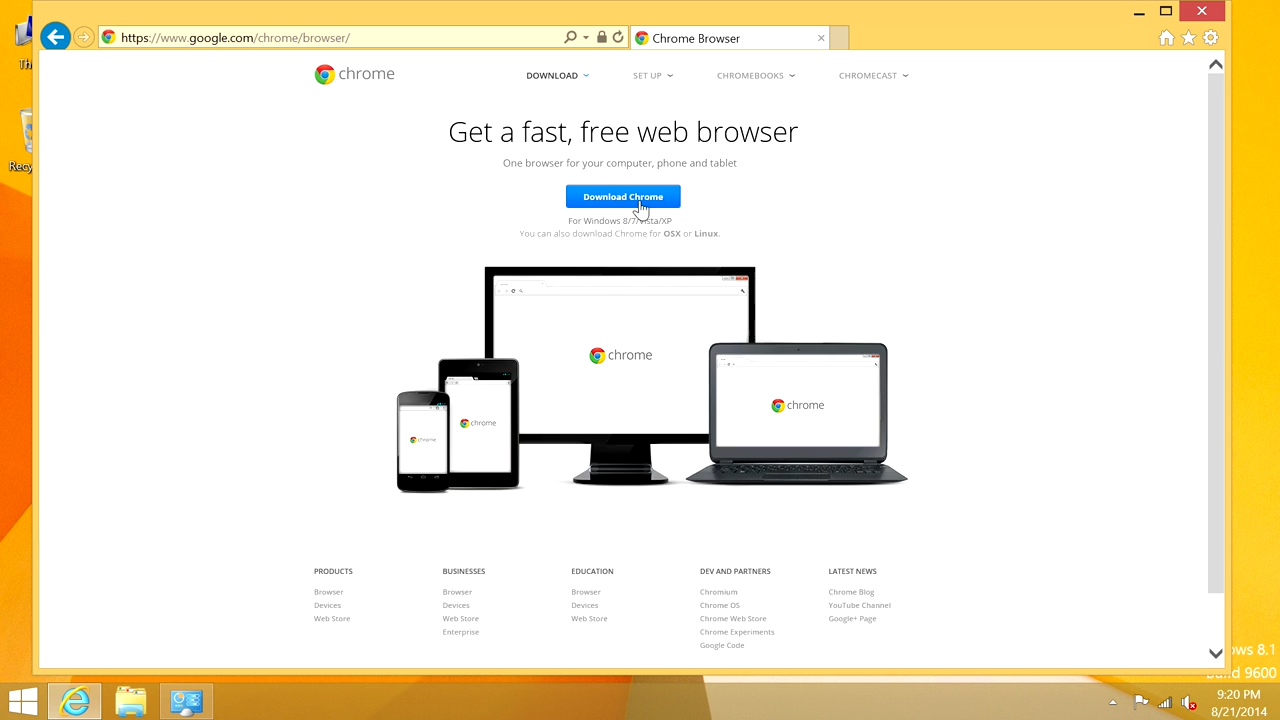 Th
Recy
https://www.google.com/chrome/browser/
Chrome Browser
chrome
DOWNLOAD
SET UP
CHROMEBOOKS
CHROMECAST
Get a fast, free web browser
One browser for your computer, phone and tablet
Download Chrome
For Windows 8/7/Vista/XP
You can also download Chrome for OSX or Linux.
chrome
chrome
chrome
chrome
PRODUCTS
Browser
Devices
Web Store
BUSINESSES
Browser
Devices
Web Store
Enterprise
EDUCATION
Browser
Devices
Web Store
DEV AND PARTNERS
Chromium
Chrome OS
Chrome Web Store
Chrome Experiments
Google Code
LATEST NEWS
Chrome Blog
YouTube Channel
Google+ Page
ows 8.1
build 9600
9:20 PM
8/21/2014